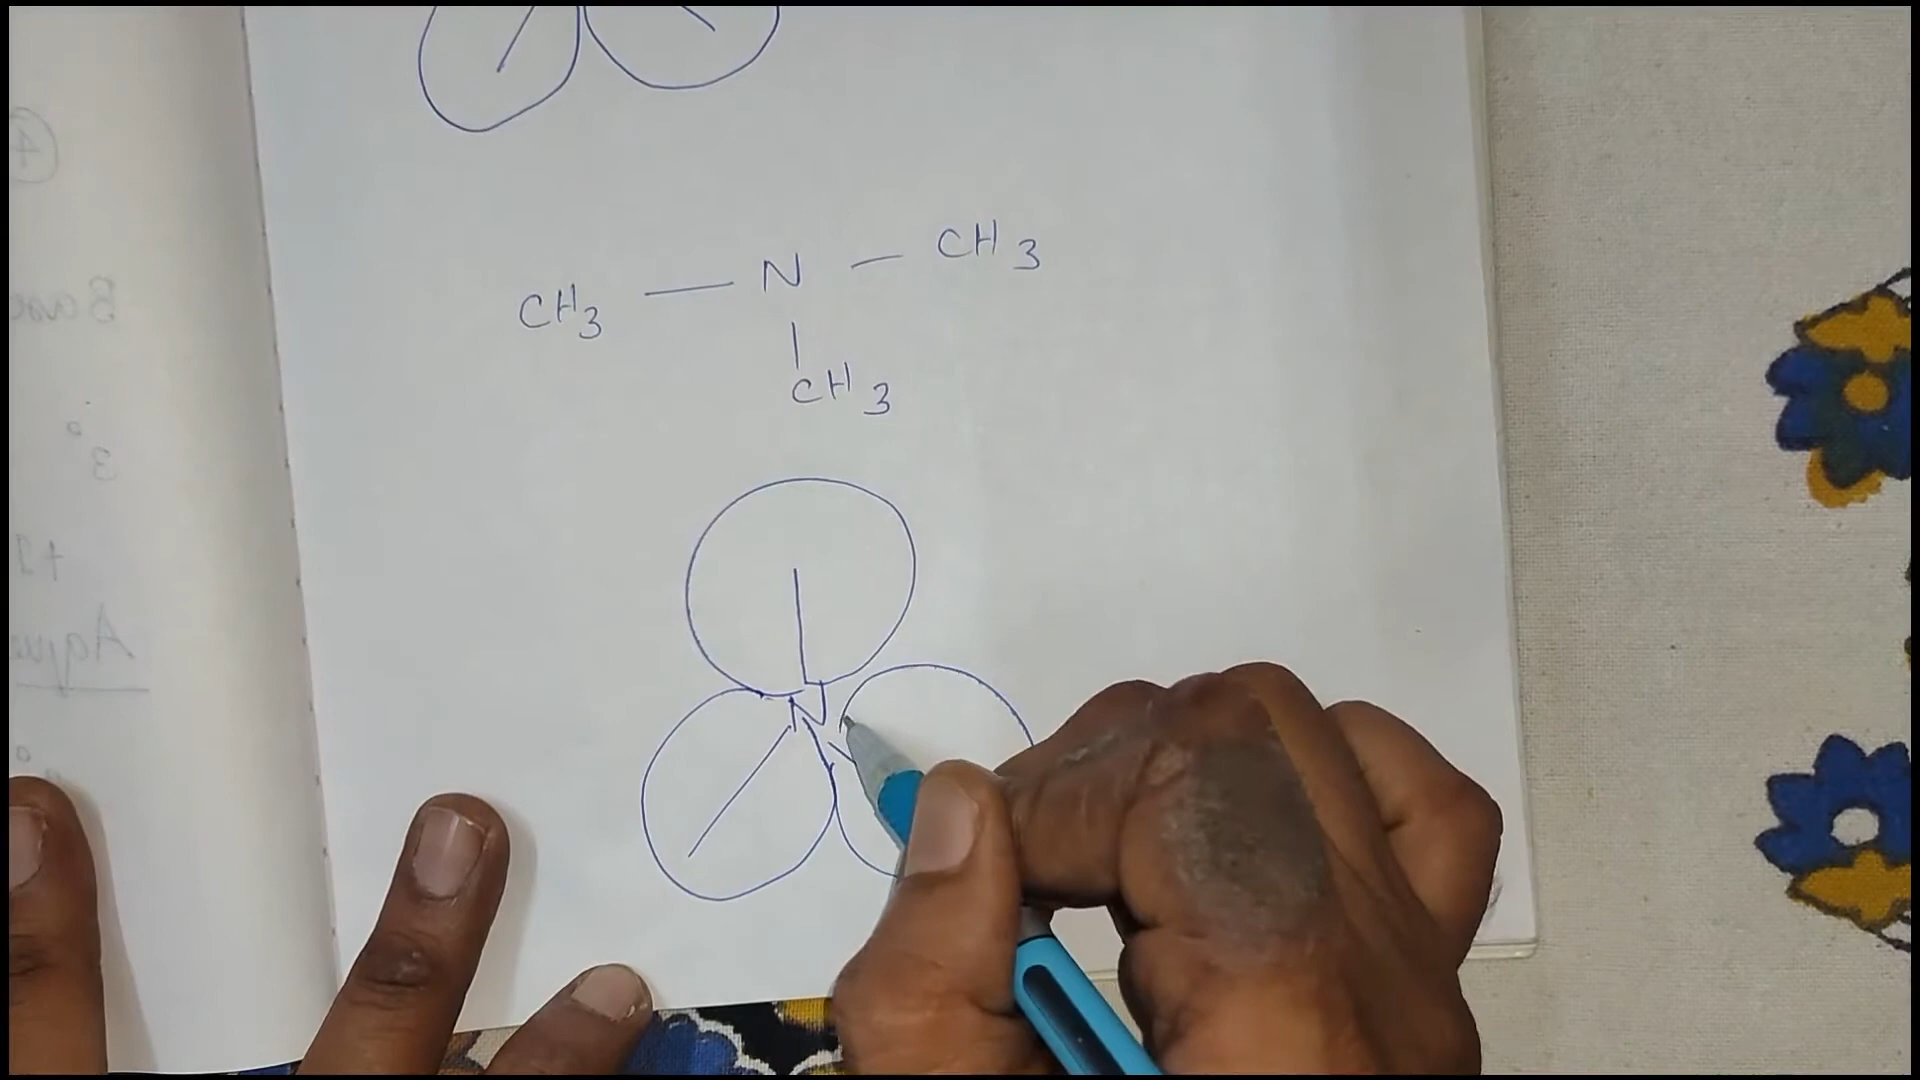 CH3 — N — CH3
|
CH3
N